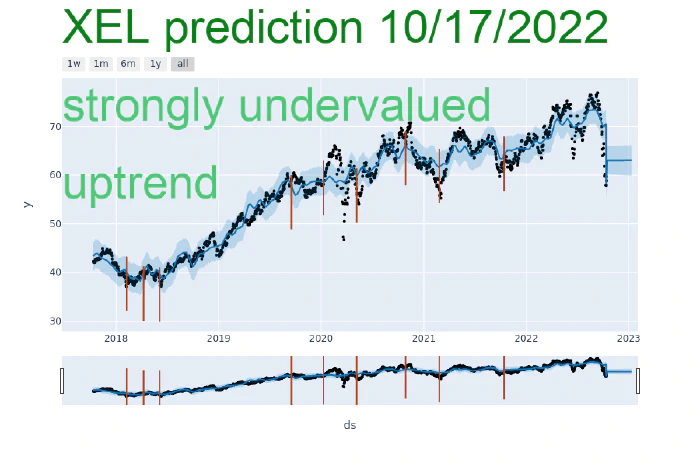 XEL prediction 10/17/2022
1w 1m 6m 1y all
strongly undervalued
70
60
uptrend
50
y
40
30
2018 2019 2020 2021 2022 2023
ds